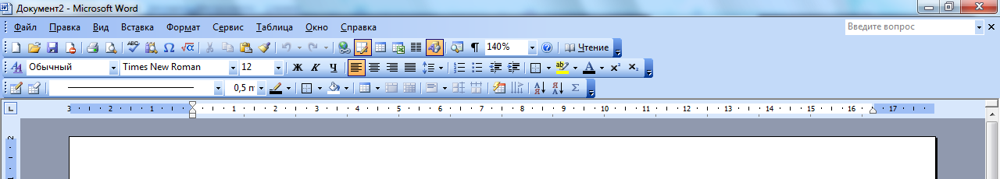 Документ2 - Microsoft Word
Файл Правка Вид Вставка Формат Сервис Таблица Окно Справка Введите вопрос
140% Чтение
Обычный Times New Roman 12 Ж К Ч
0,5 п
3 2 1 1 2 3 4 5 6 7 8 9 10 11 12 13 14 15 16 17
2